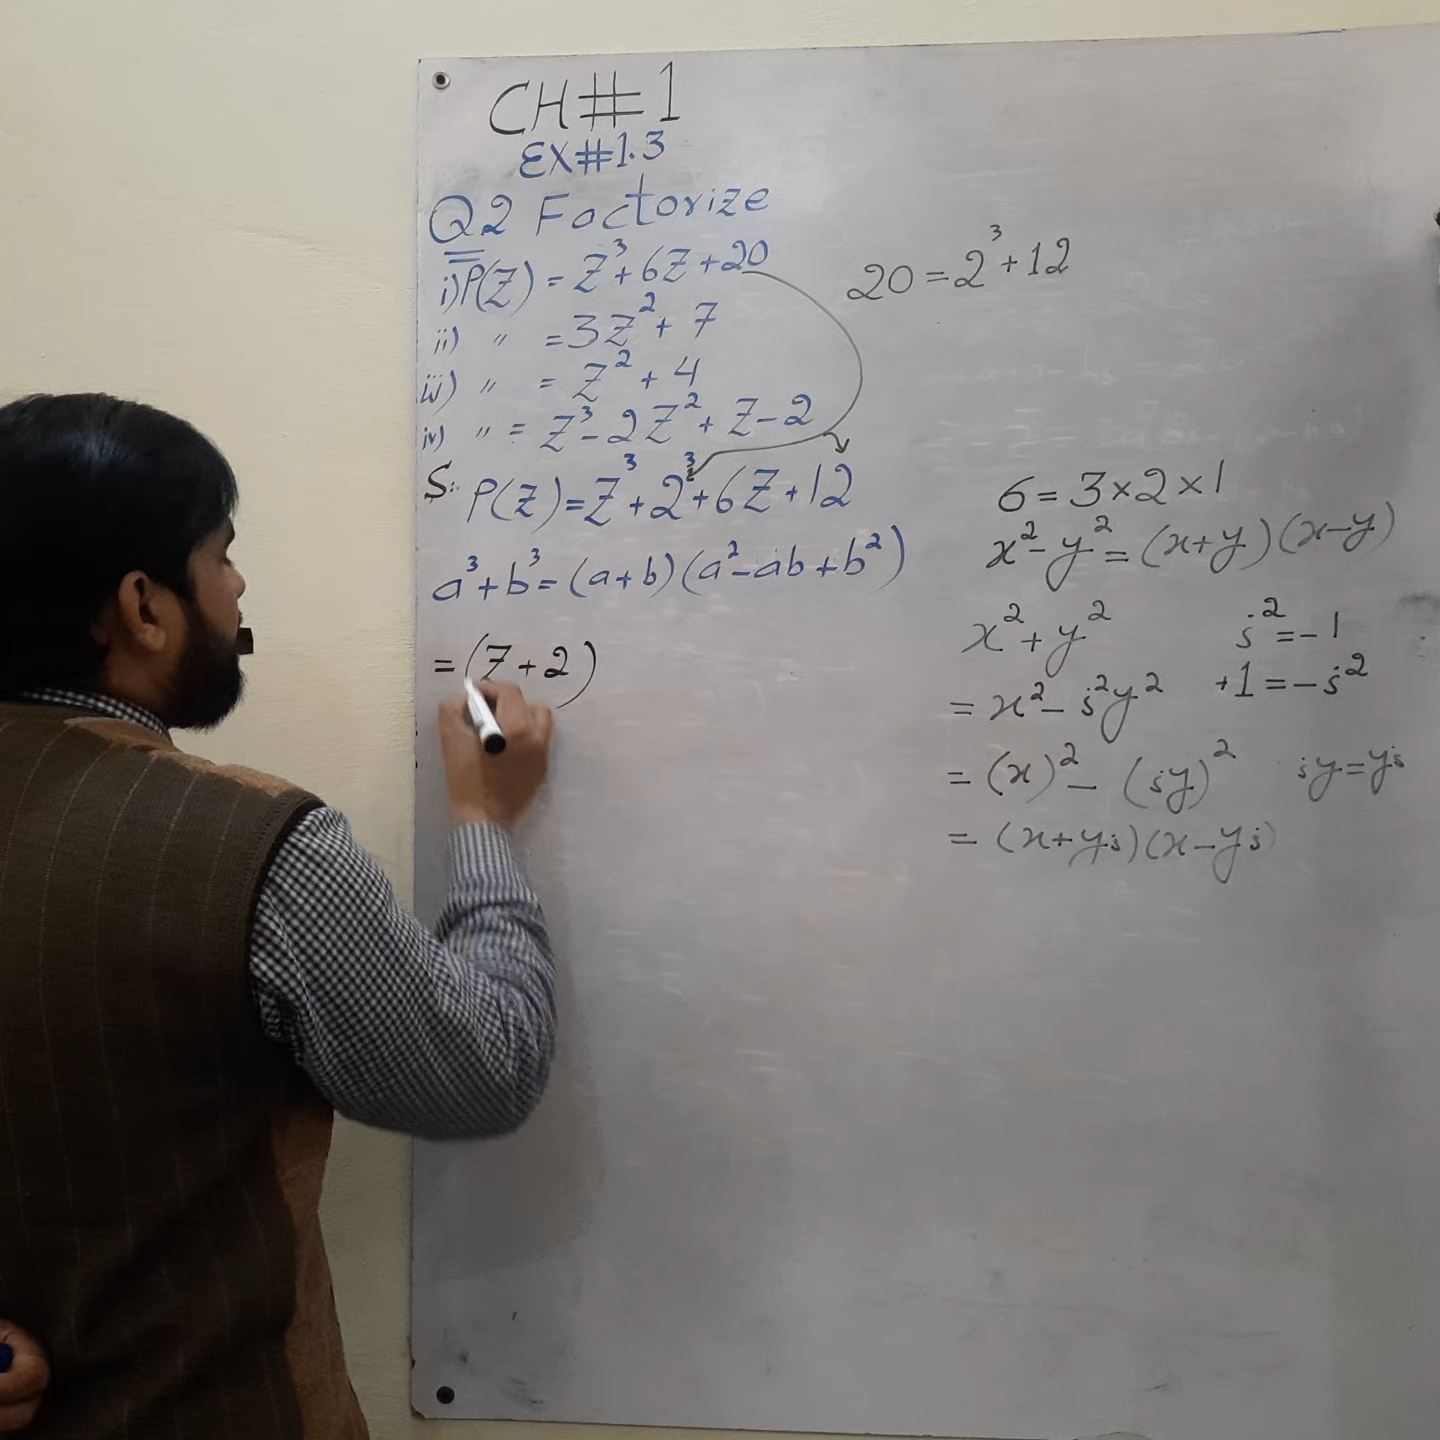 CH#1
EX#1.3
Q2 Factorize
i) P(Z) = Z³+6Z+20
ii) " = 3Z²+7
iii) " = Z²+4
iv) " = Z³-2Z²+Z-2
S: P(Z)=Z³+2³+6Z+12
a³+b³=(a+b)(a²-ab+b²)
=(Z+2)
20=2³+12
6=3×2×1
x²-y²=(x+y)(x-y)
x²+y² i²=-1
=x²-i²y² +1=-i²
=(x)²-(iy)² iy=yi
=(x+yi)(x-yi)